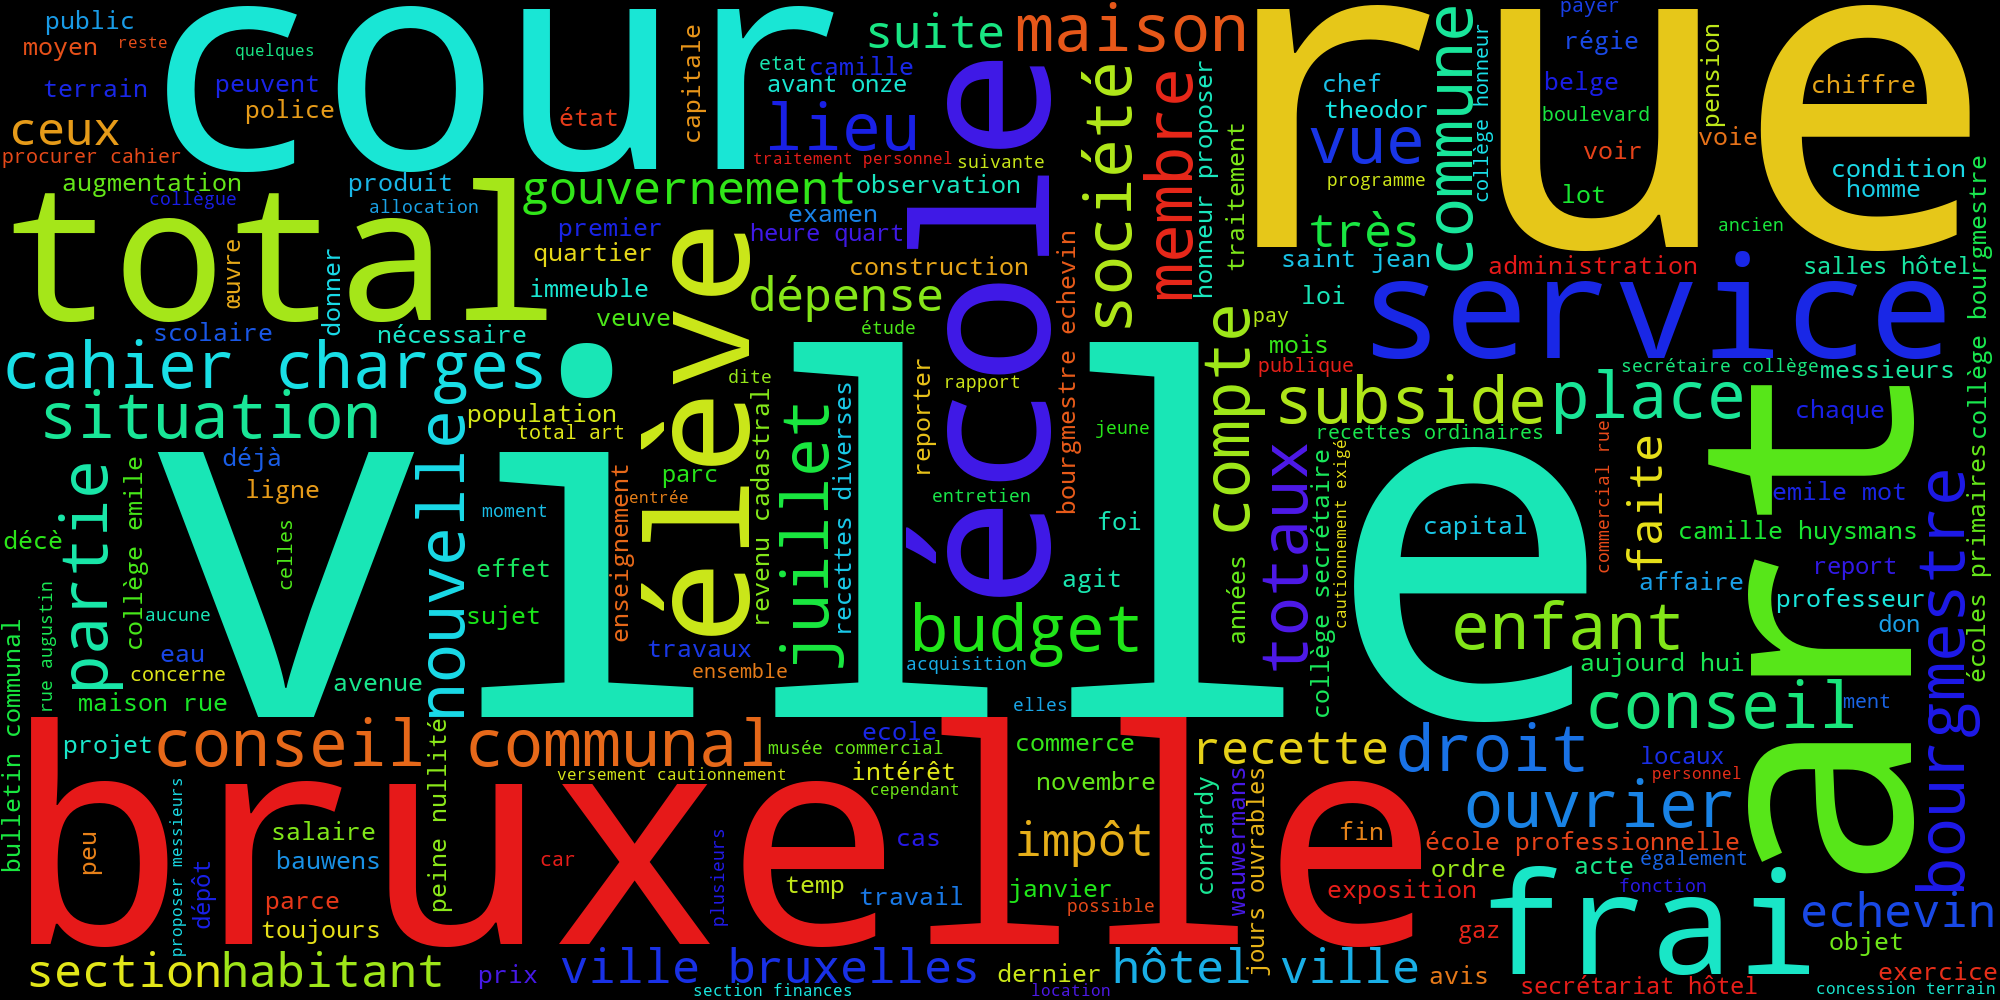 public
moyen
reste
quelques
terrain
peuvent
police
ceux
procurer cahier
cour
état
capitale
etat
camille
avant onze
suite
maison
lieu
traitement personnel
suivante
école
société
membre
honneur proposer
traitement
rue
chef
theodor
vue
programme
très
saint jean
commune
collège honneur
payer
régie
belge
boulevard
voir
lot
pension
voie
chiffre
condition
homme
ancien
administration
salles hôtel
collège bourgmestre
augmentation
collègue
produit
allocation
gouvernement
observation
total
œuvre
donner
premier
quartier
immeuble
veuve
examen
heure quart
construction
dépense
étude
scolaire
nécessaire
élève
bourgmestre echevin
loi
service
pay
mois
publique
compte
cahier charges
situation
nouvelle
population
total art
dite
revenu cadastral
juillet
recettes diverses
reporter
rapport
jeune
subside
place
secrétaire collège
messieurs
chaque
recettes ordinaires
art
déjà
ligne
partie
collège emile
celles
ville
moment
enseignement
entrée
parc
entretien
foi
totaux
collège secrétaire
cautionnement exigé
capital
commercial rue
faite
emile mot
camille huysmans
écoles primaires
bourgmestre
décè
effet
sujet
agit
années
affaire
report
professeur
don
aucune
rue augustin
bulletin communal
eau
concerne
avenue
maison rue
travaux
ensemble
budget
acquisition
enfant
aujourd hui
elles
conseil
ment
projet
conseil communal
ecole
musée commercial
versement cautionnement
intérêt
cependant
commerce
novembre
recette
droit
locaux
personnel
bruxelle
peu
proposer messieurs
dépôt
salaire
bauwens
parce
toujours
peine nullité
car
plusieurs
temp
cas
travail
impôt
janvier
possible
conrardy
wauwermans
jours ouvrables
fin
ouvrier
école professionnelle
ordre
acte
également
fonction
exposition
gaz
frai
echevin
objet
section
habitant
prix
ville bruxelles
section finances
dernier
location
hôtel ville
avis
secrétariat hôtel
exercice
concession terrain